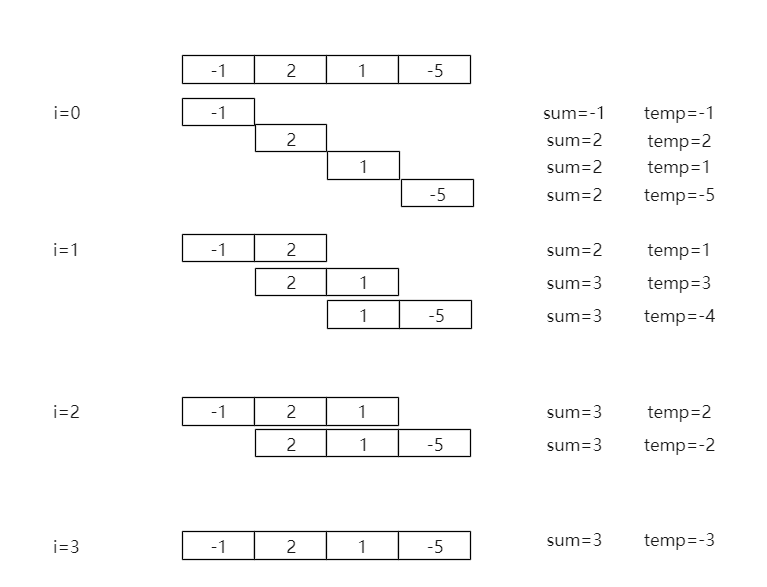 -1 2 1 -5
i=0 -1 sum=-1 temp=-1
2 sum=2 temp=2
1 sum=2 temp=1
-5 sum=2 temp=-5
i=1 -1 2 sum=2 temp=1
2 1 sum=3 temp=3
1 -5 sum=3 temp=-4
i=2 -1 2 1 sum=3 temp=2
2 1 -5 sum=3 temp=-2
i=3 -1 2 1 -5 sum=3 temp=-3